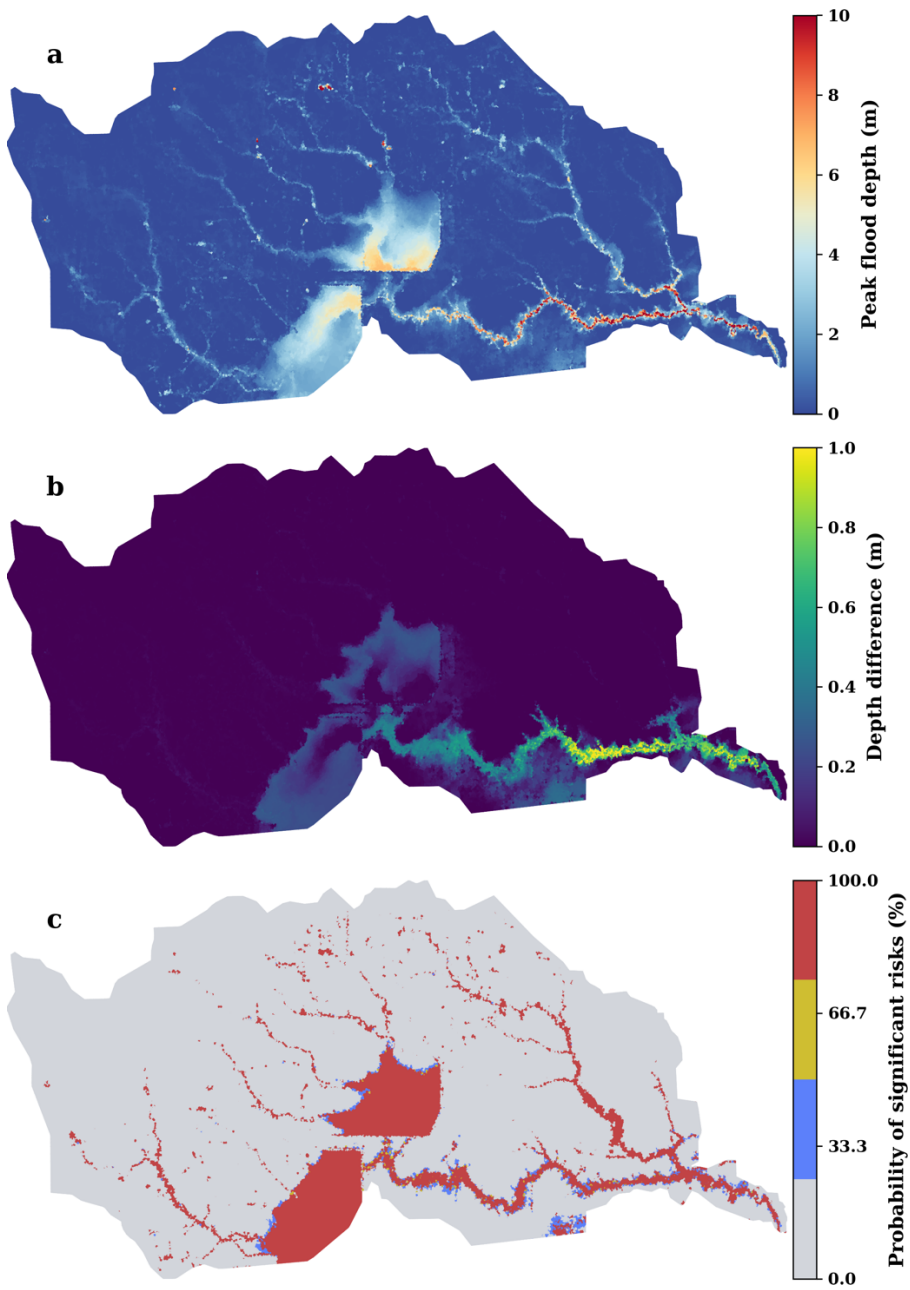 a
10
8
6
4
2
0
Peak flood depth (m)
b
1.0
0.8
0.6
0.4
0.2
0.0
Depth difference (m)
c
100.0
66.7
33.3
0.0
Probability of significant risks (%)